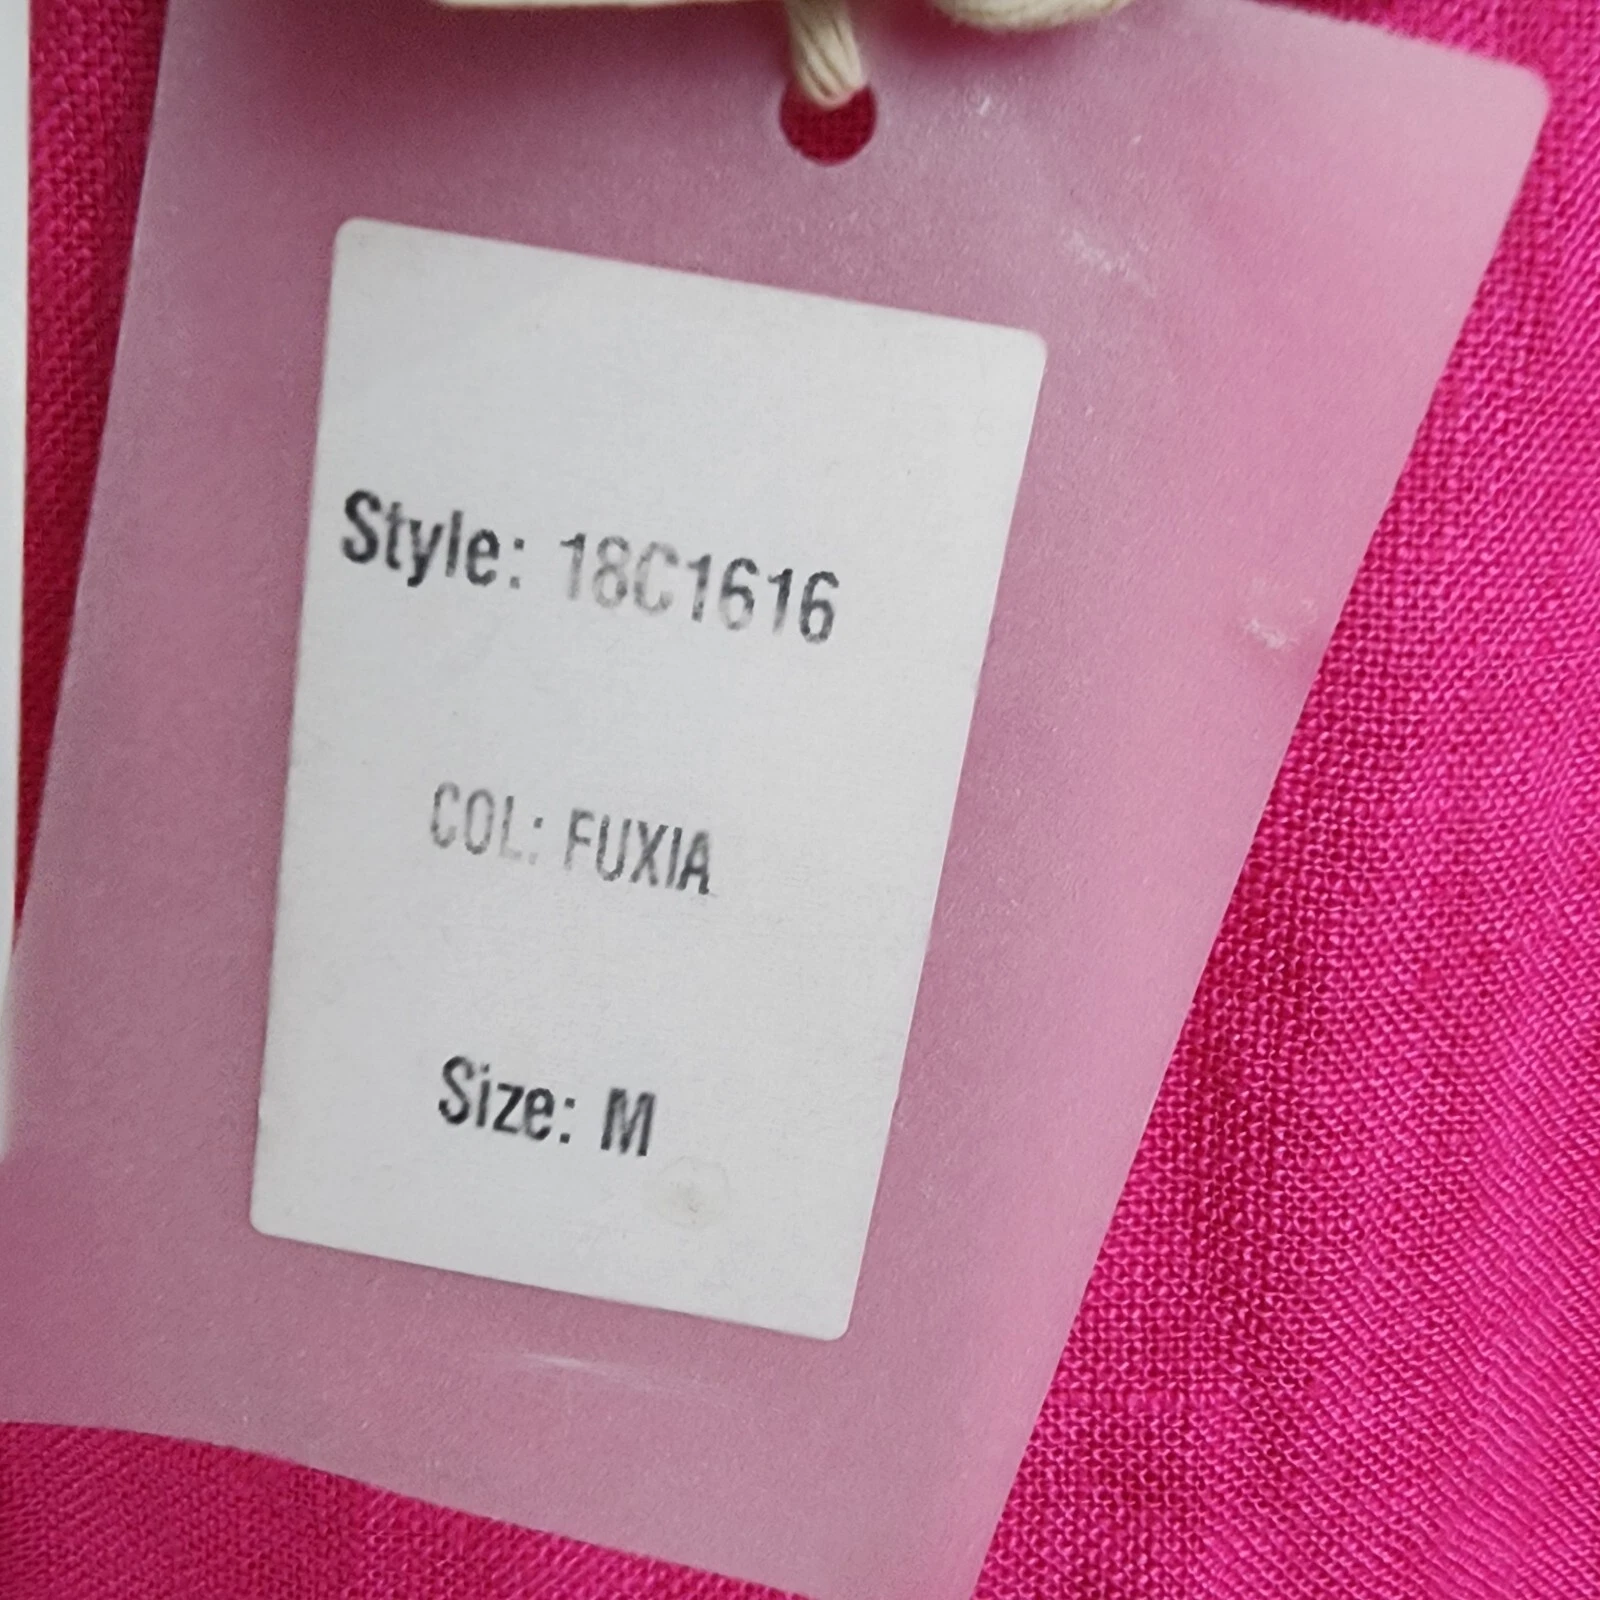 Style: 18C1616
COL: FUXIA
Size: M